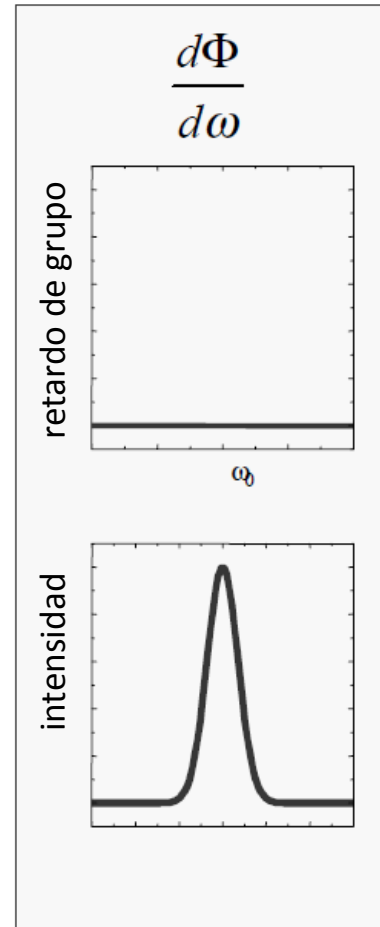 dΦ
dω
retardo de grupo
ω₀
intensidad